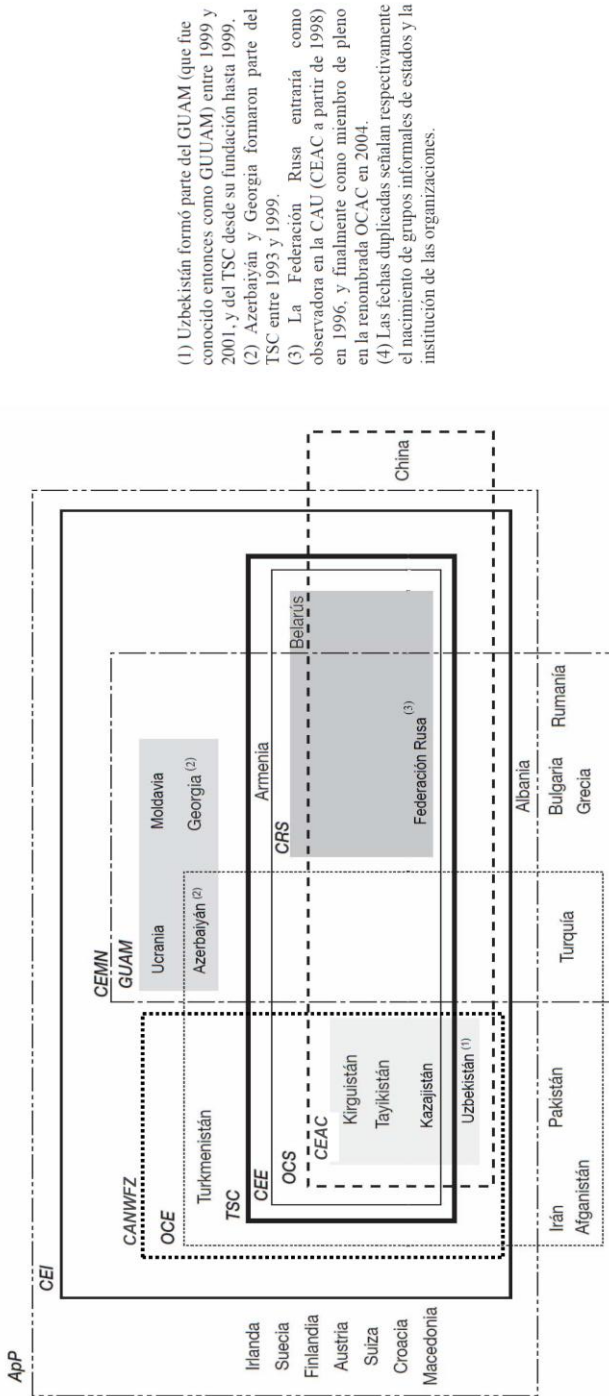 ApP
CEI
CEMN
GUAM
CANWFZ
OCE
Ucrania Moldavia
Azerbaiyán (2) Georgia (2)
Turkmenistán
TSC
CEE
OCS
CEAC
Armenia
CRS
Belarús
Kirguistán
Tayikistán
Kazajistán
Federación Rusa (3)
Uzbekistán (1)
China
Irlanda
Suecia
Finlandia
Austria
Suiza
Croacia
Macedonia
Albania
Irán Pakistán Turquía Bulgaria Rumanía
Afganistán Grecia
(1) Uzbekistán formó parte del GUAM (que fue
conocido entonces como GUUAM) entre 1999 y
2001, y del TSC desde su fundación hasta 1999.
(2) Azerbaiyán y Georgia formaron parte del
TSC entre 1993 y 1999.
(3) La Federación Rusa entraría como
observadora en la CAU (CEAC a partir de 1998)
en 1996, y finalmente como miembro de pleno
en la renombrada OCAC en 2004.
(4) Las fechas duplicadas señalan respectivamente
el nacimiento de grupos informales de estados y la
institución de las organizaciones.